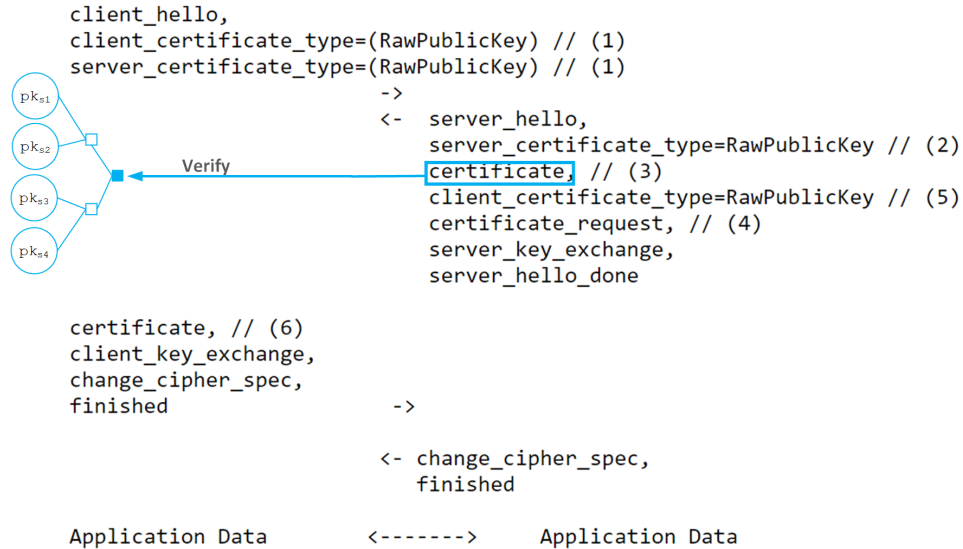 client_hello,
client_certificate_type=(RawPublicKey) // (1)
server_certificate_type=(RawPublicKey) // (1)
->
<- server_hello,
server_certificate_type=RawPublicKey // (2)
certificate, // (3)
client_certificate_type=RawPublicKey // (5)
certificate_request, // (4)
server_key_exchange,
server_hello_done
pks1
pks2
pks3
pks4
Verify
certificate, // (6)
client_key_exchange,
change_cipher_spec,
finished ->
<- change_cipher_spec,
finished
Application Data <-------> Application Data